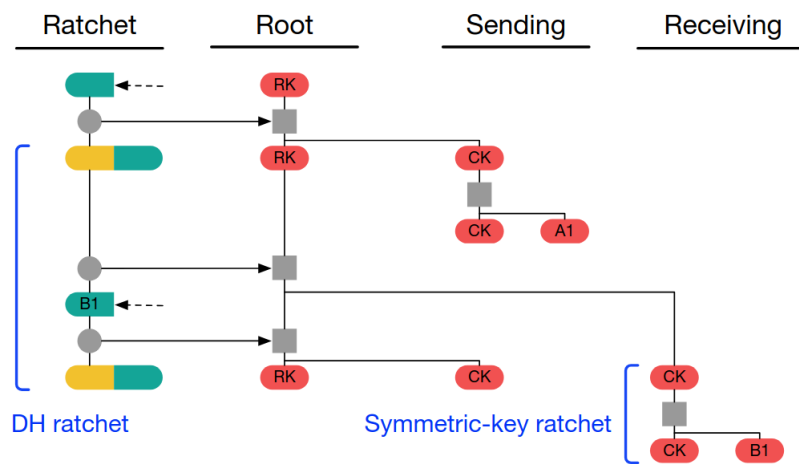 Ratchet Root Sending Receiving
RK
RK CK
CK A1
B1
RK CK CK
DH ratchet Symmetric-key ratchet
CK B1